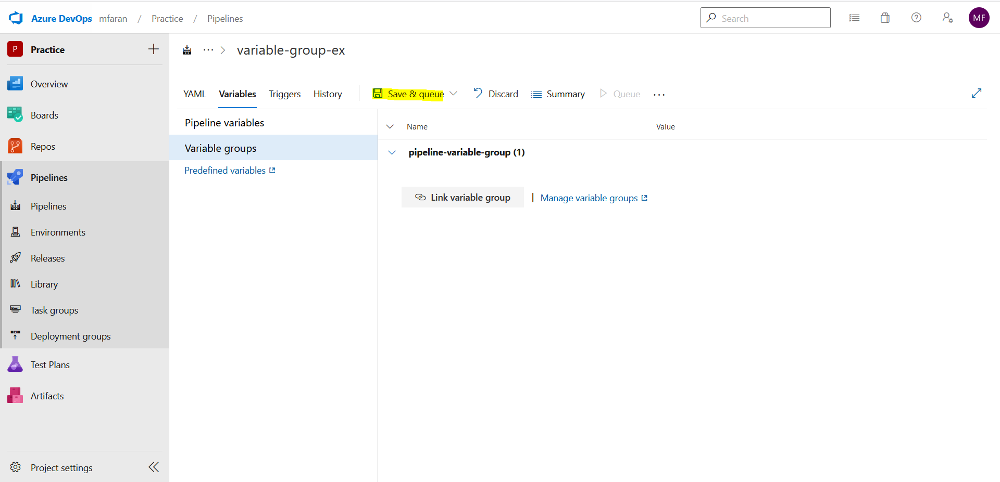 Azure DevOps mfaran / Practice / Pipelines
Search
MF
P Practice
variable-group-ex
Overview
Boards
Repos
Pipelines
Pipelines
Environments
Releases
Library
Task groups
Deployment groups
Test Plans
Artifacts
Project settings
YAML Variables Triggers History Save & queue Discard Summary Queue
Pipeline variables
Variable groups
Predefined variables
Name Value
pipeline-variable-group (1)
Link variable group | Manage variable groups